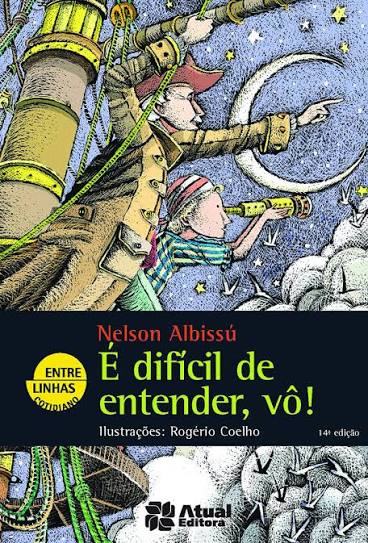 Nelson Albissú
ENTRE
LINHAS
COTIDIANO
É difícil de
entender, vô!
Ilustrações: Rogério Coelho
14ª edição
Atual
Editora